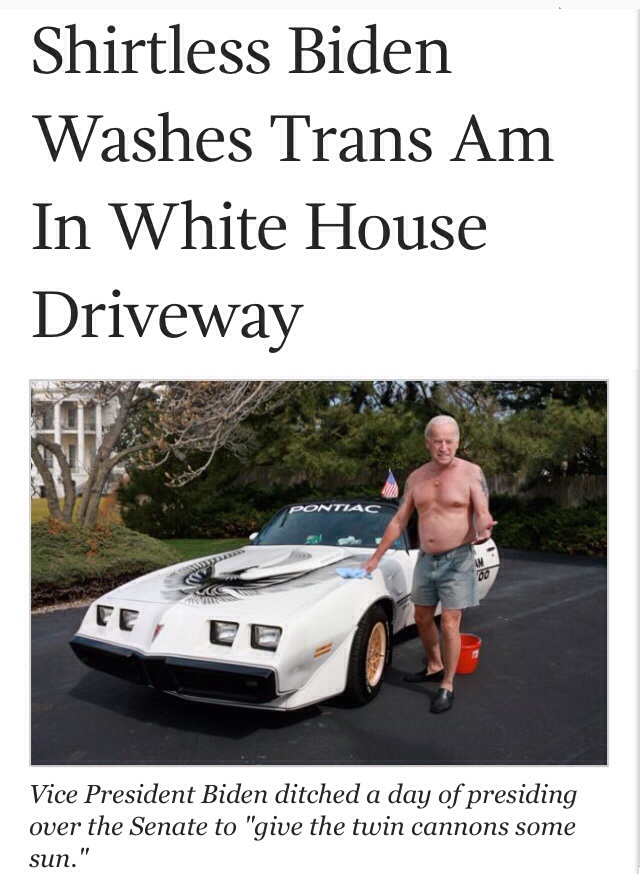 Shirtless Biden
Washes Trans Am
In White House
Driveway
PONTIAC
AM
Vice President Biden ditched a day of presiding
over the Senate to "give the twin cannons some
sun."